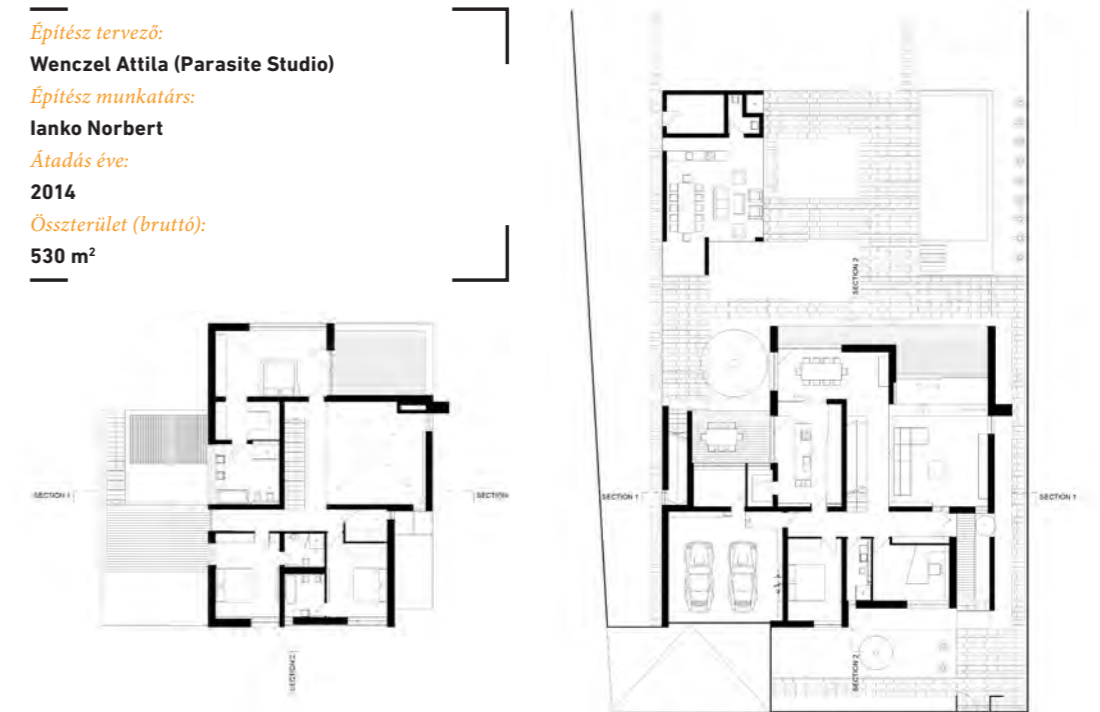 Építész tervező:
Wenczel Attila (Parasite Studio)
Építész munkatárs:
Ianko Norbert
Átadás éve:
2014
Összterület (bruttó):
530 m²
SECTION 1
SECTION
SECTION 2
SECTION 2
SECTION 1
SECTION 1
SECTION 2